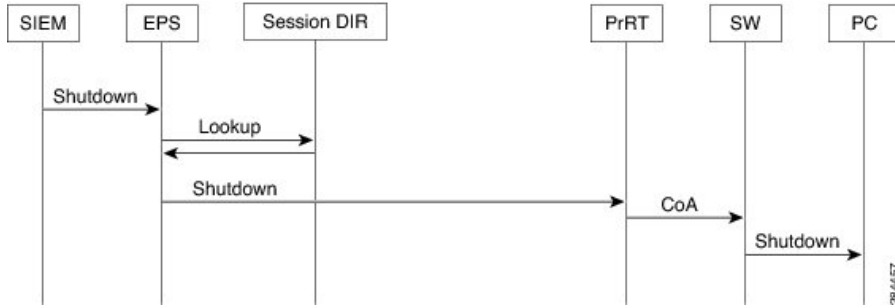 SIEM
EPS
Session DIR
PrRT
SW
PC
Shutdown
Lookup
Shutdown
CoA
Shutdown